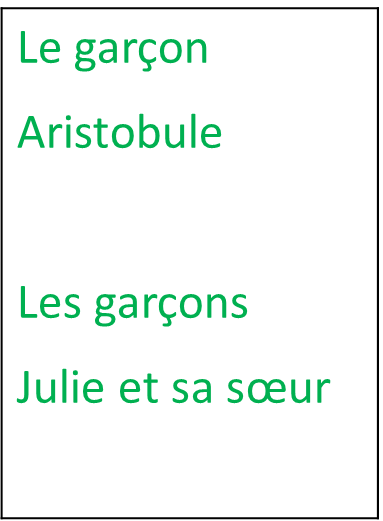 Le garçon
Aristobule
Les garçons
Julie et sa sœur